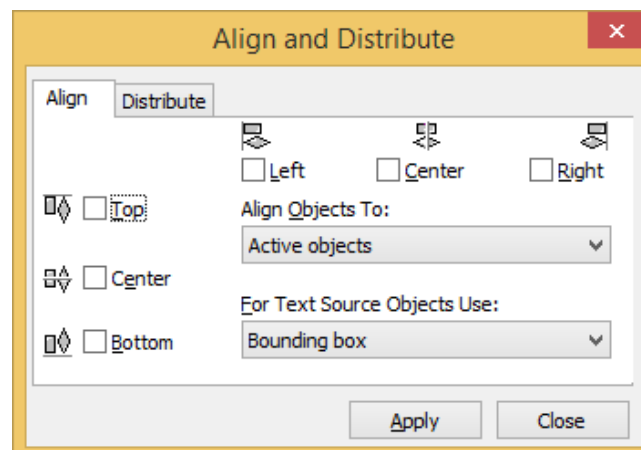 Align and Distribute
Align Distribute
Left Center Right
Top Align Objects To:
Active objects
Center
For Text Source Objects Use:
Bottom Bounding box
Apply Close